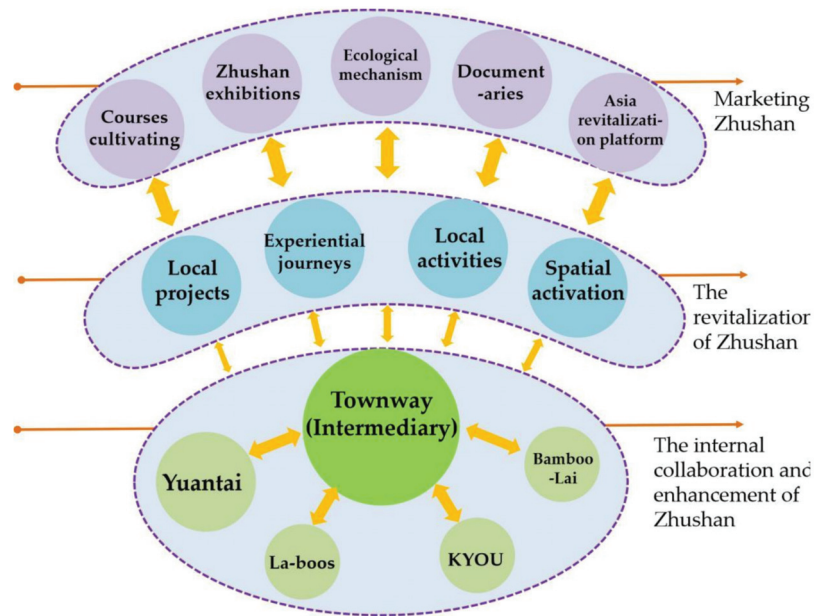 Courses
cultivating
Zhushan
exhibitions
Ecological
mechanism
Document
-aries
Asia
revitalizati-
on platform
Marketing
Zhushan
Local
projects
Experiential
journeys
Local
activities
Spatial
activation
The
revitalization
of Zhushan
Townway
(Intermediary)
Yuantai
La-boos
KYOU
Bamboo
-Lai
The internal
collaboration and
enhancement of
Zhushan